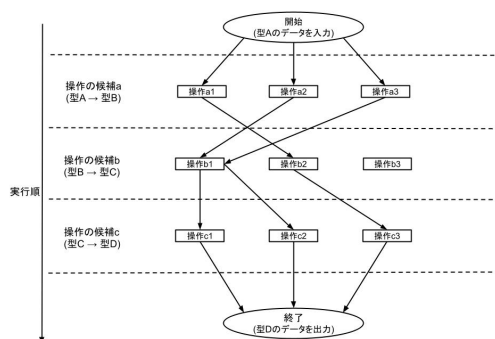 開始
(型Aのデータを入力)
操作の候補a
(型A → 型B)
操作a1
操作a2
操作a3
操作の候補b
(型B → 型C)
操作b1
操作b2
操作b3
実行順
操作の候補c
(型C → 型D)
操作c1
操作c2
操作c3
終了
(型Dのデータを出力)